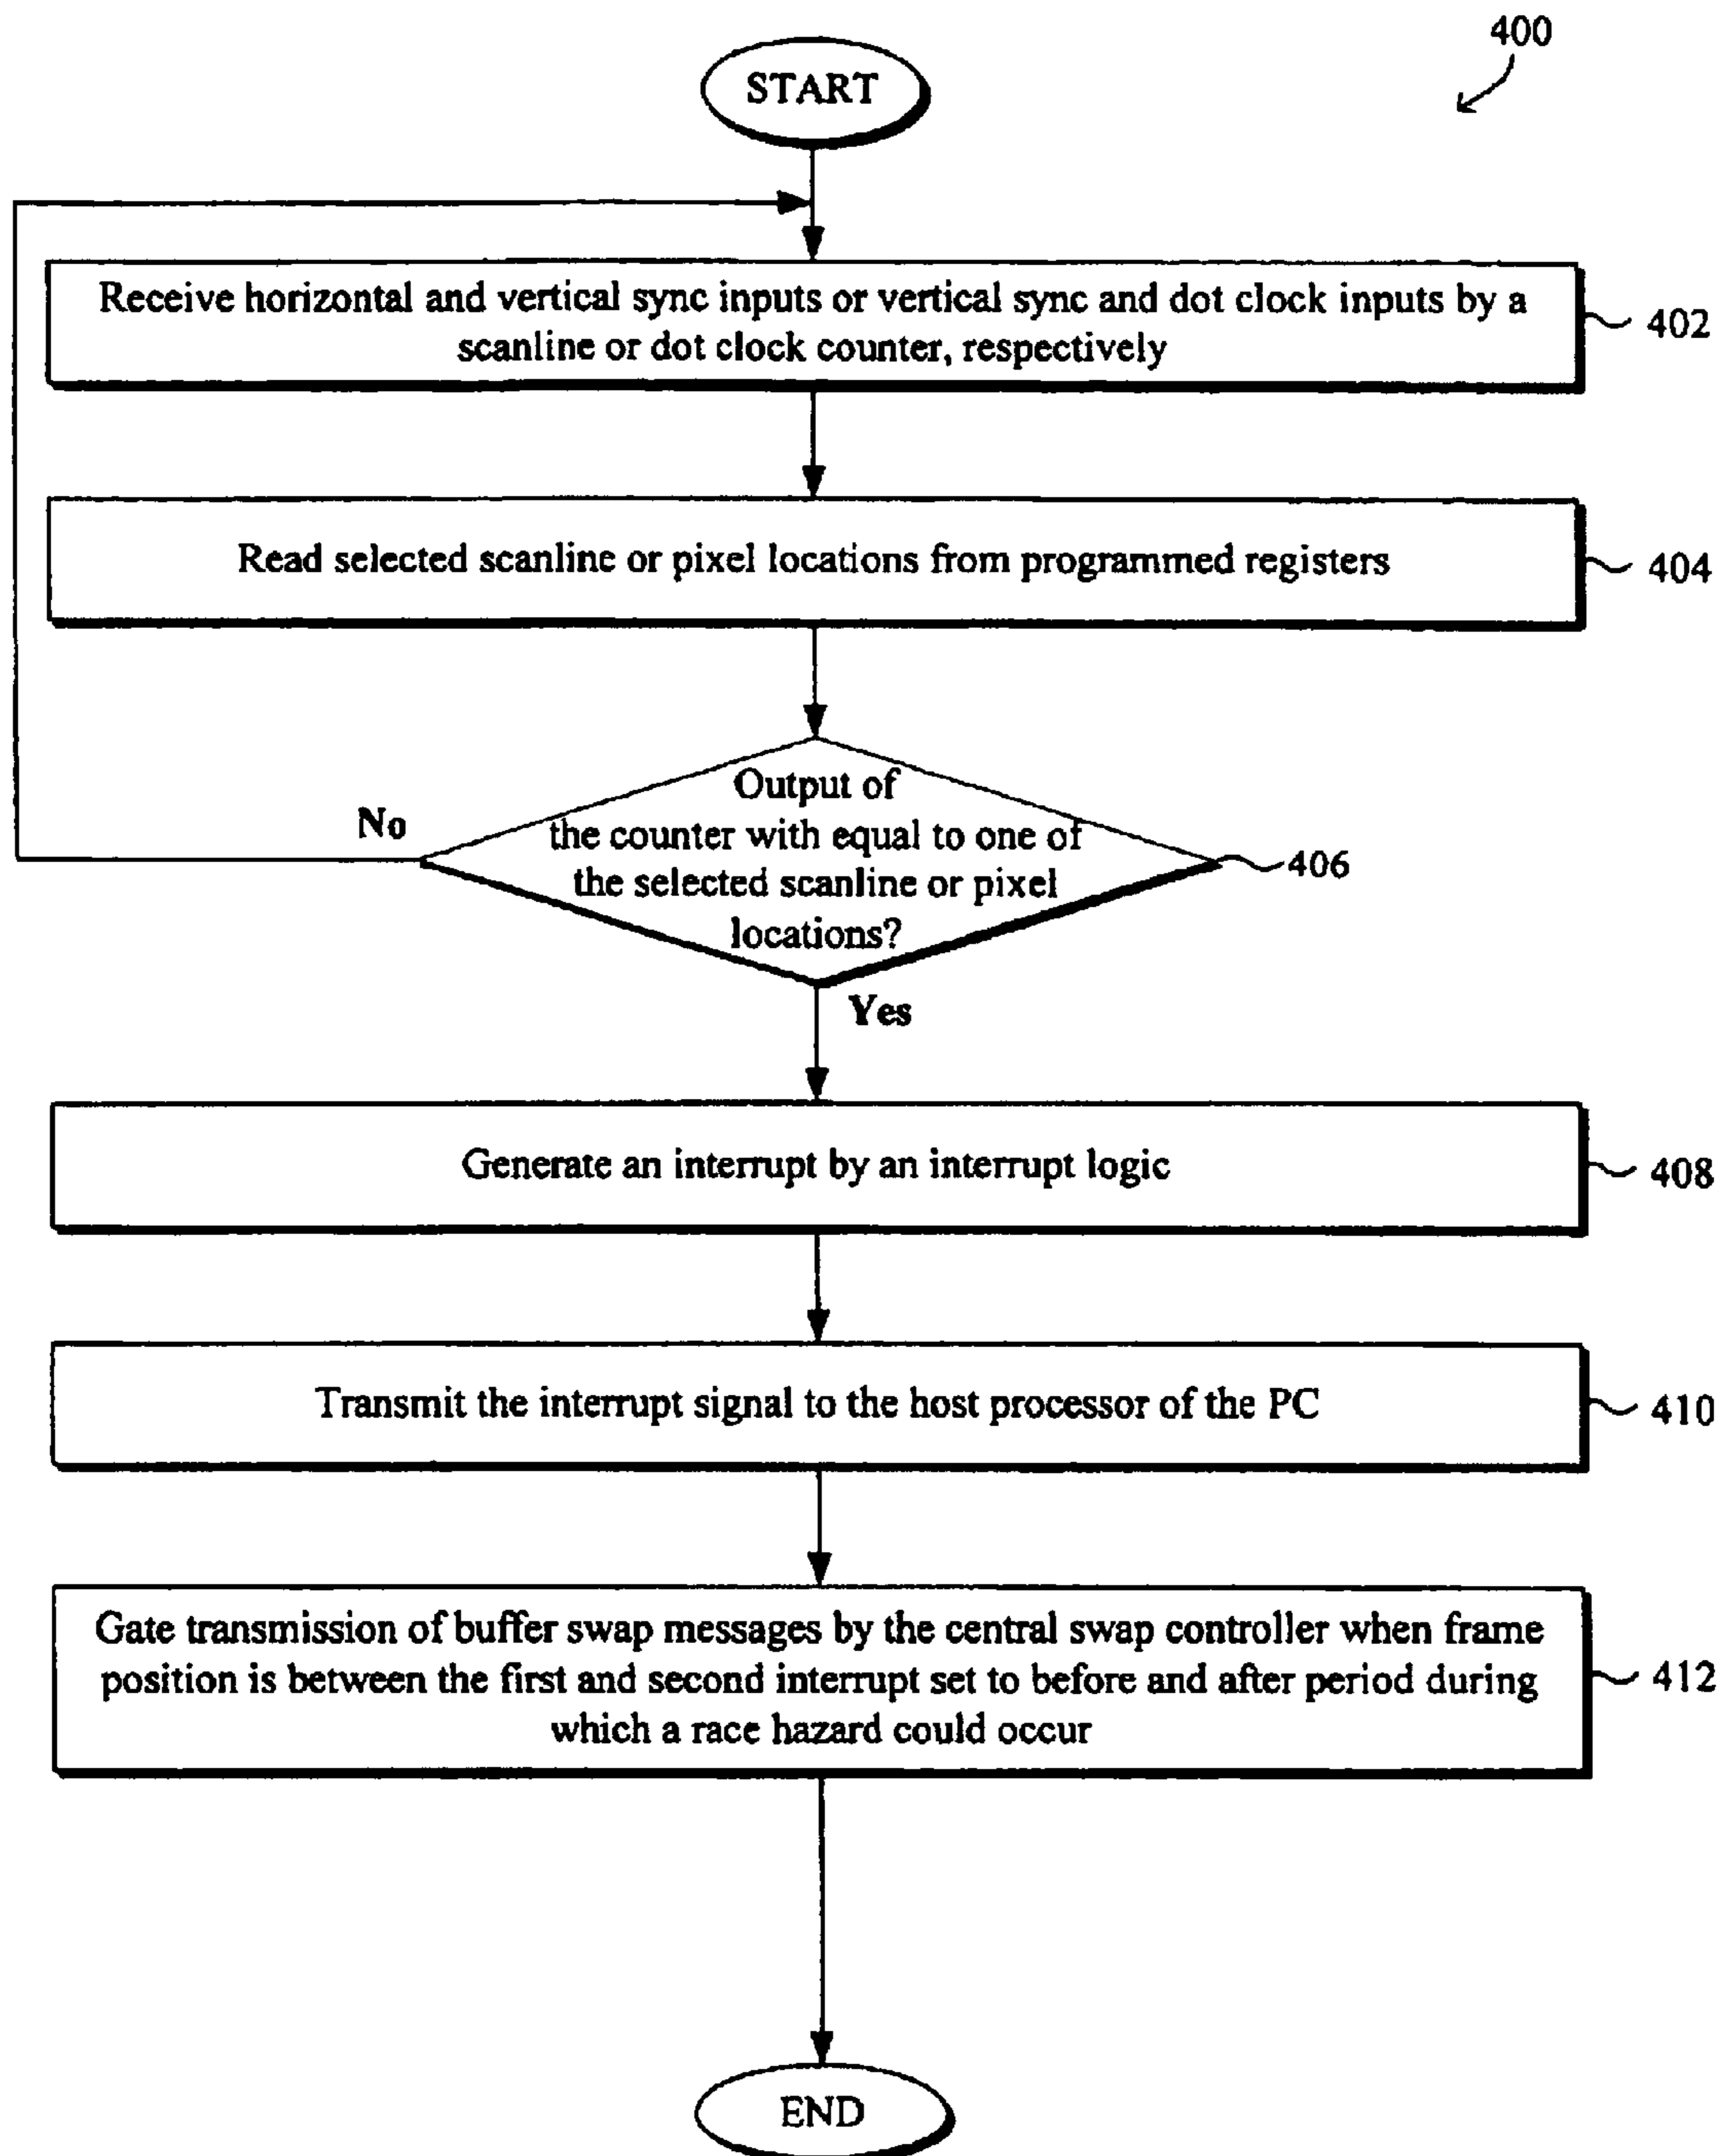 400
START
Receive horizontal and vertical sync inputs or vertical sync and dot clock inputs by a
scanline or dot clock counter, respectively
402
Read selected scanline or pixel locations from programmed registers
404
Output of
the counter with equal to one of
the selected scanline or pixel
locations?
No
406
Yes
Generate an interrupt by an interrupt logic
408
Transmit the interrupt signal to the host processor of the PC
410
Gate transmission of buffer swap messages by the central swap controller when frame
position is between the first and second interrupt set to before and after period during
which a race hazard could occur
412
END